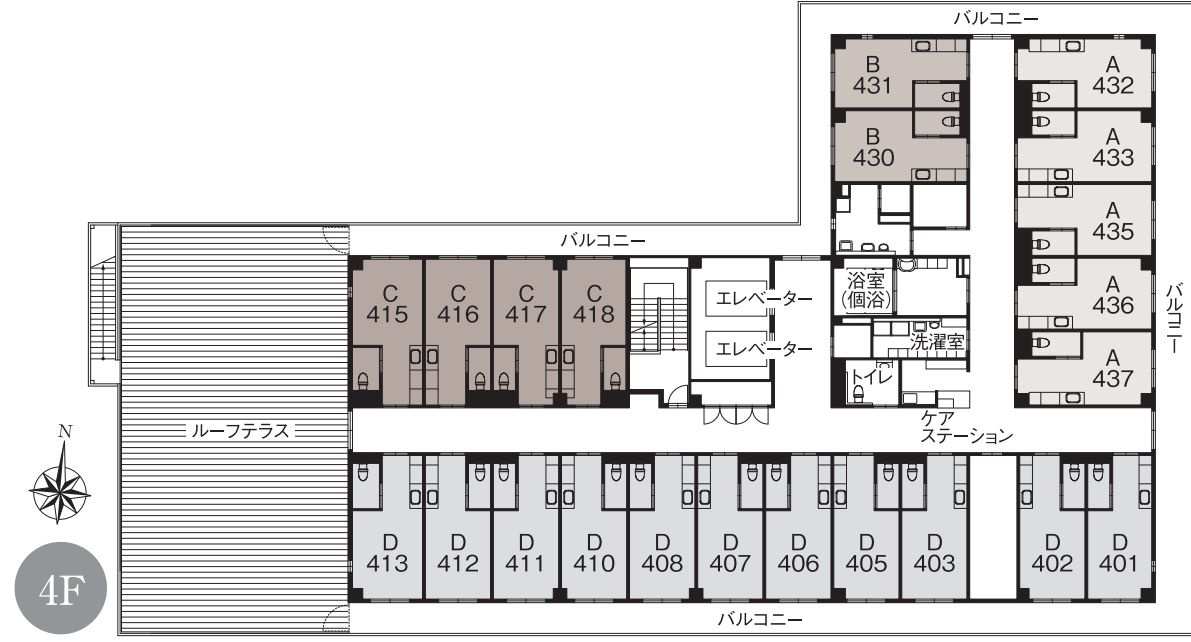 バルコニー
B
431
A
432
B
430
A
433
A
435
バルコニー
C
415
C
416
C
417
C
418
エレベーター
エレベーター
浴室
(個浴)
A
436
バルコニー
洗濯室
トイレ
A
437
ルーフテラス
ケア
ステーション
N
D
413
D
412
D
411
D
410
D
408
D
407
D
406
D
405
D
403
D
402
D
401
4F
バルコニー